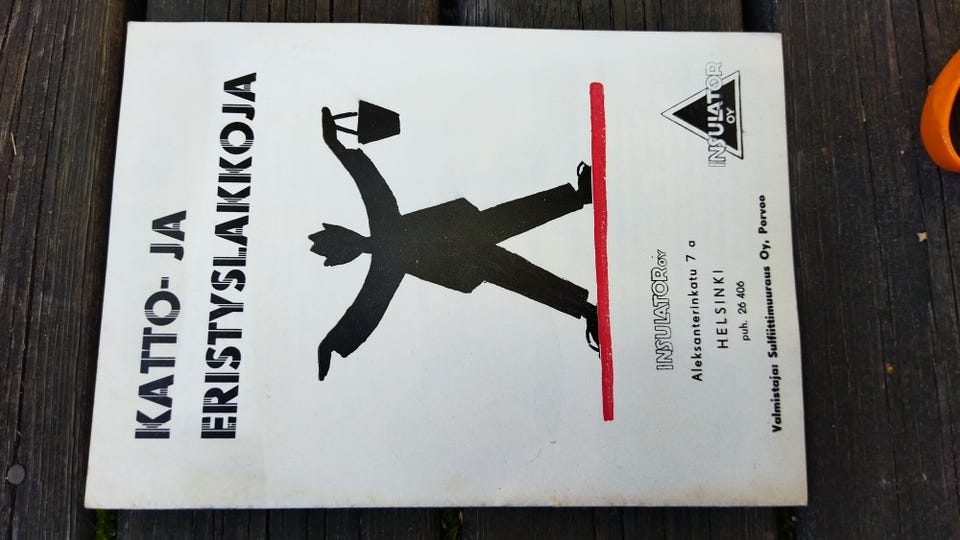 KATTO- JA
ERISTYSLAKKOJA
INSULATOR OY
Aleksanterinkatu 7 a
HELSINKI
puh. 26 406
INSULATOR
OY
Valmistaja: Sulfiittimuuraus Oy, Porvoo